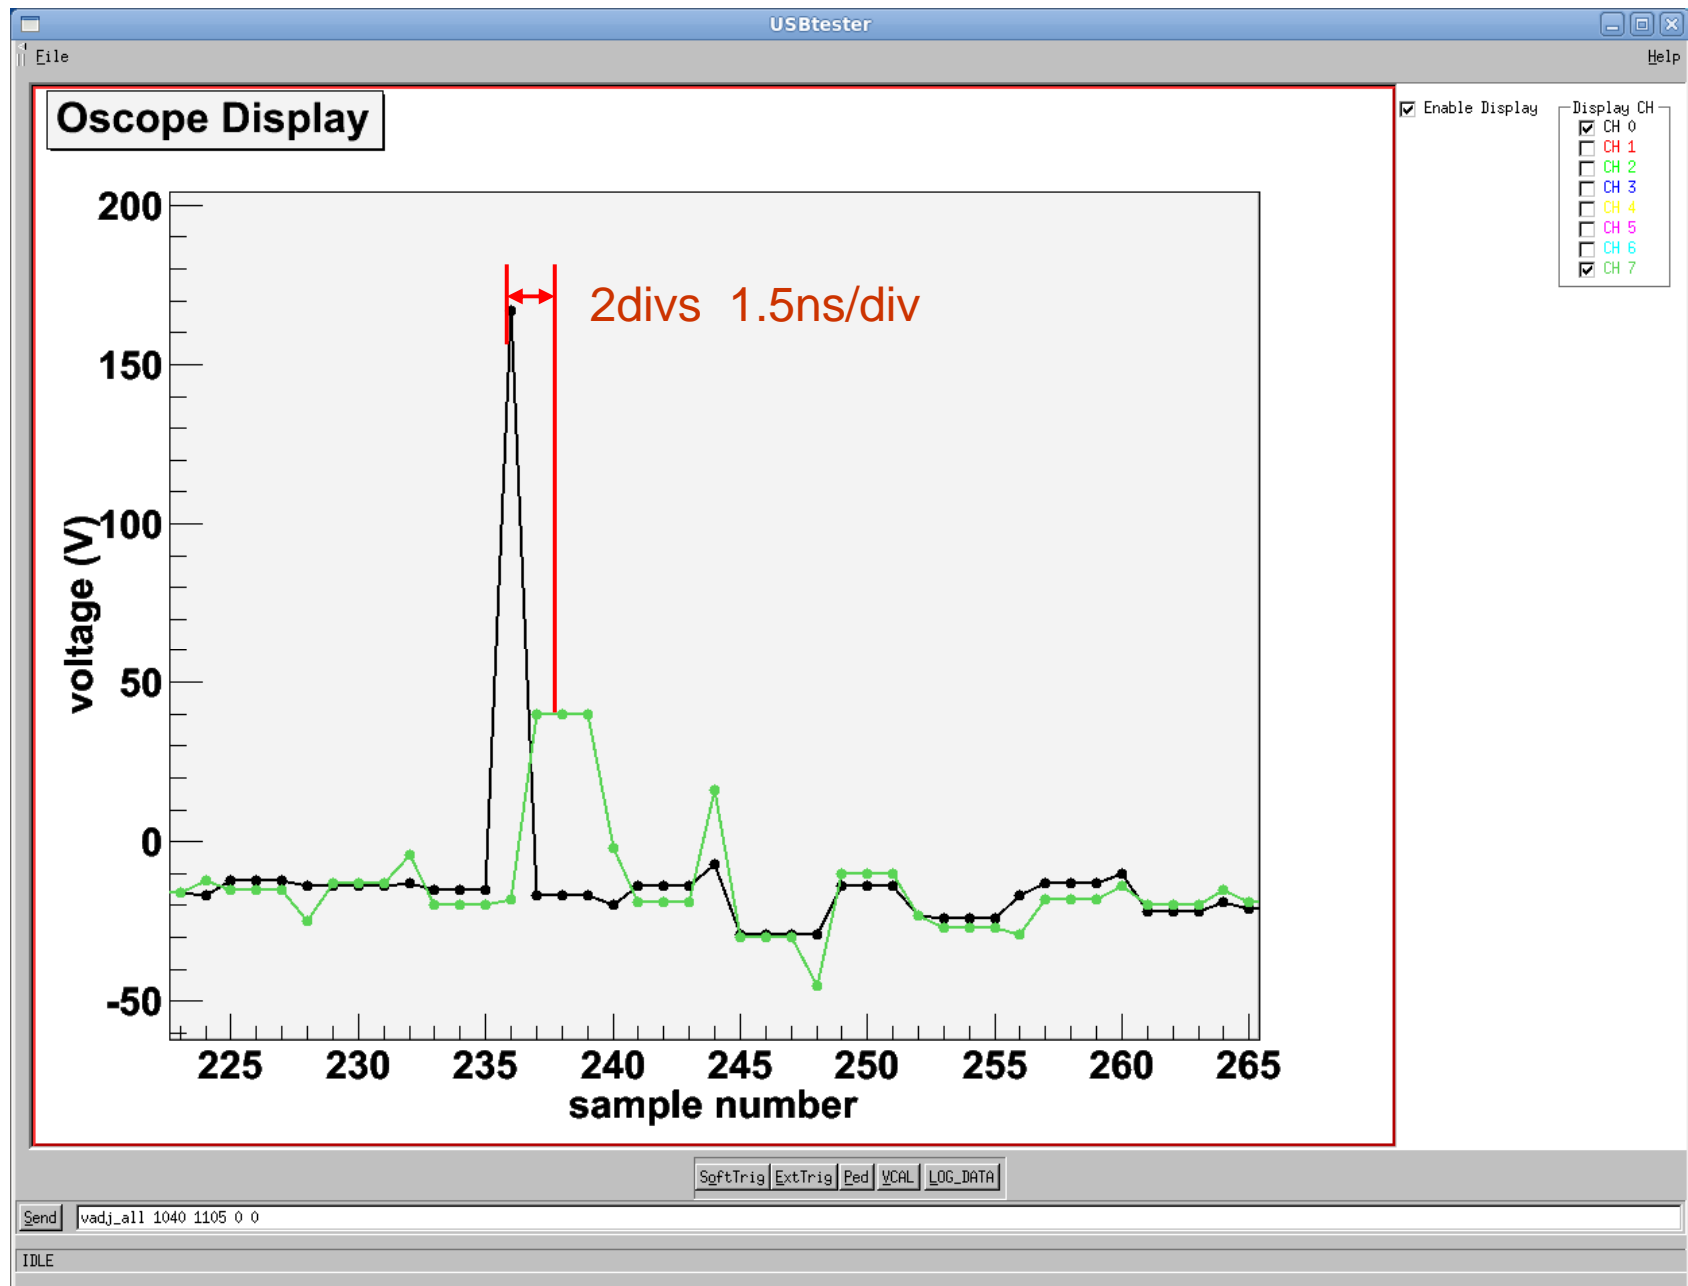 USBtester
File
Help
Oscope Display
Enable Display
Display CH
CH 0
CH 1
CH 2
CH 3
CH 4
CH 5
CH 6
CH 7
200
150
100
50
0
-50
voltage (V)
2divs 1.5ns/div
225 230 235 240 245 250 255 260 265
sample number
SoftTrig ExtTrig Ped VCAL LOG_DATA
Send vadj_all 1040 1105 0 0
IDLE